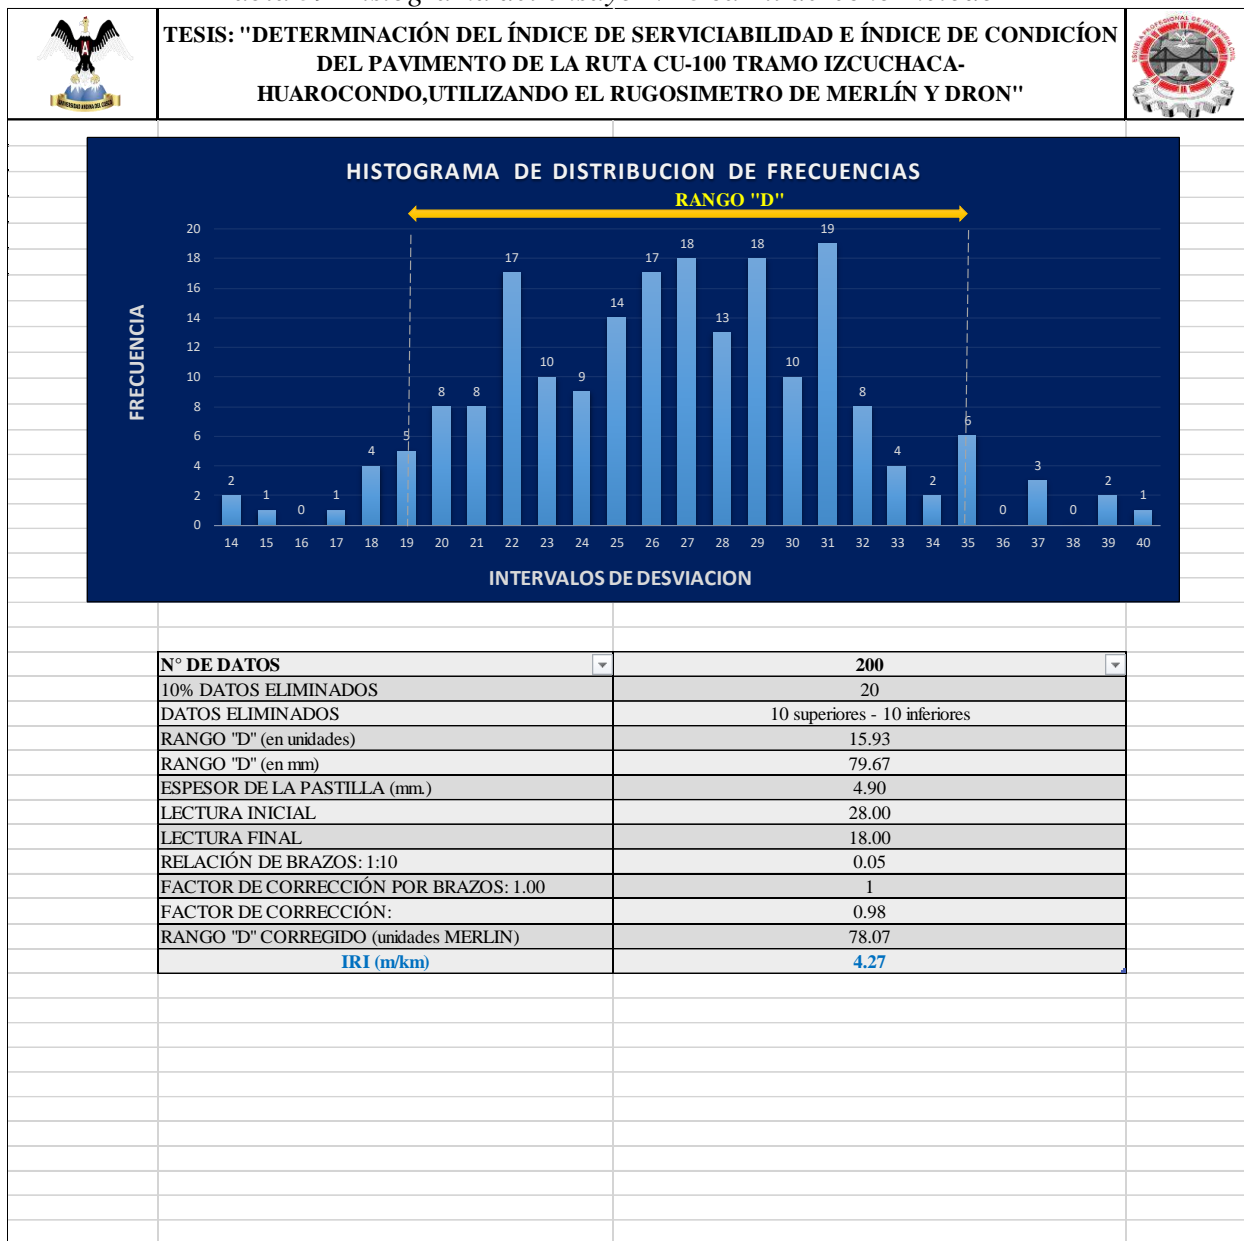 TESIS: "DETERMINACIÓN DEL ÍNDICE DE SERVICIABILIDAD E ÍNDICE DE CONDICÍON
DEL PAVIMENTO DE LA RUTA CU-100 TRAMO IZCUCHACA-
HUAROCONDO,UTILIZANDO EL RUGOSIMETRO DE MERLÍN Y DRON"
UNIVERSIDAD ANDINA DEL CUSCO
HISTOGRAMA DE DISTRIBUCION DE FRECUENCIAS
RANGO "D"
FRECUENCIA
20
18
16
14
12
10
8
6
4
2
0
2 1 0 1 4 5 8 8 17 10 9 14 17 18 13 18 10 19 8 4 2 6 0 3 0 2 1
14 15 16 17 18 19 20 21 22 23 24 25 26 27 28 29 30 31 32 33 34 35 36 37 38 39 40
INTERVALOS DE DESVIACION
N° DE DATOS 200
10% DATOS ELIMINADOS 20
DATOS ELIMINADOS 10 superiores - 10 inferiores
RANGO "D" (en unidades) 15.93
RANGO "D" (en mm) 79.67
ESPESOR DE LA PASTILLA (mm.) 4.90
LECTURA INICIAL 28.00
LECTURA FINAL 18.00
RELACIÓN DE BRAZOS: 1:10 0.05
FACTOR DE CORRECCIÓN POR BRAZOS: 1.00 1
FACTOR DE CORRECCIÓN: 0.98
RANGO "D" CORREGIDO (unidades MERLIN) 78.07
IRI (m/km) 4.27